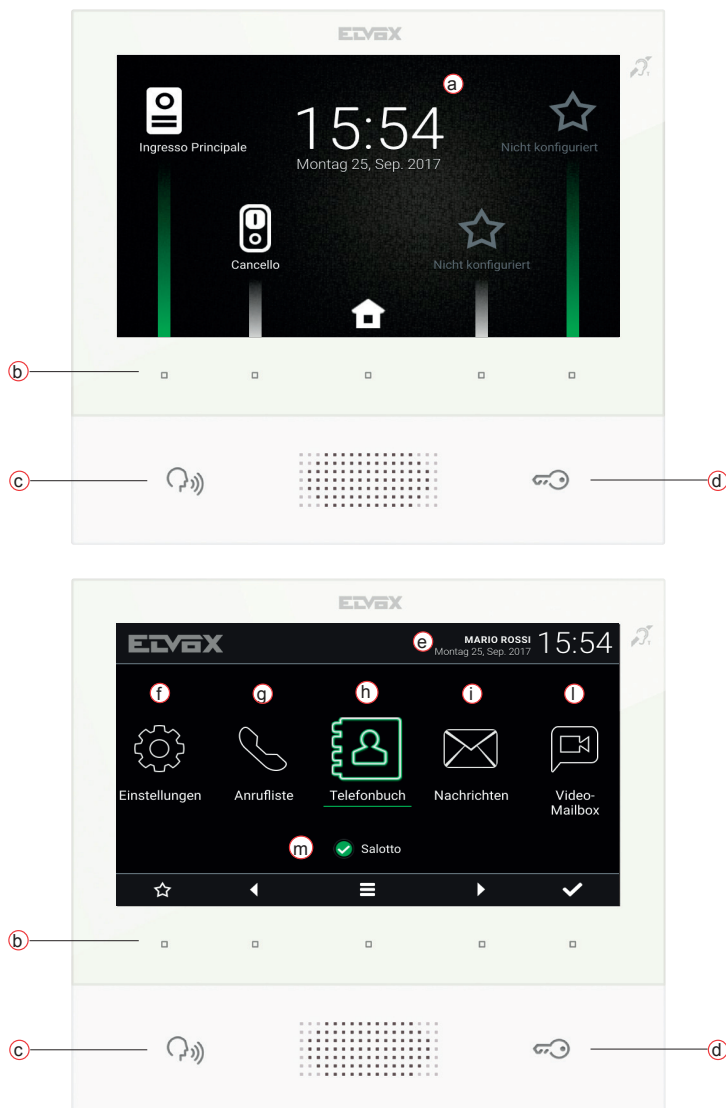 ELVOX
a
15:54
Montag 25, Sep. 2017
Ingresso Principale
Nicht konfiguriert
Cancello
Nicht konfiguriert
b
c
d
T
ELVOX
ELVOX
e
MARIO ROSSI
Montag 25, Sep. 2017
15:54
T
f g h i l
Einstellungen Anrufliste Telefonbuch Nachrichten Video-
Mailbox
m Salotto
b
c
d